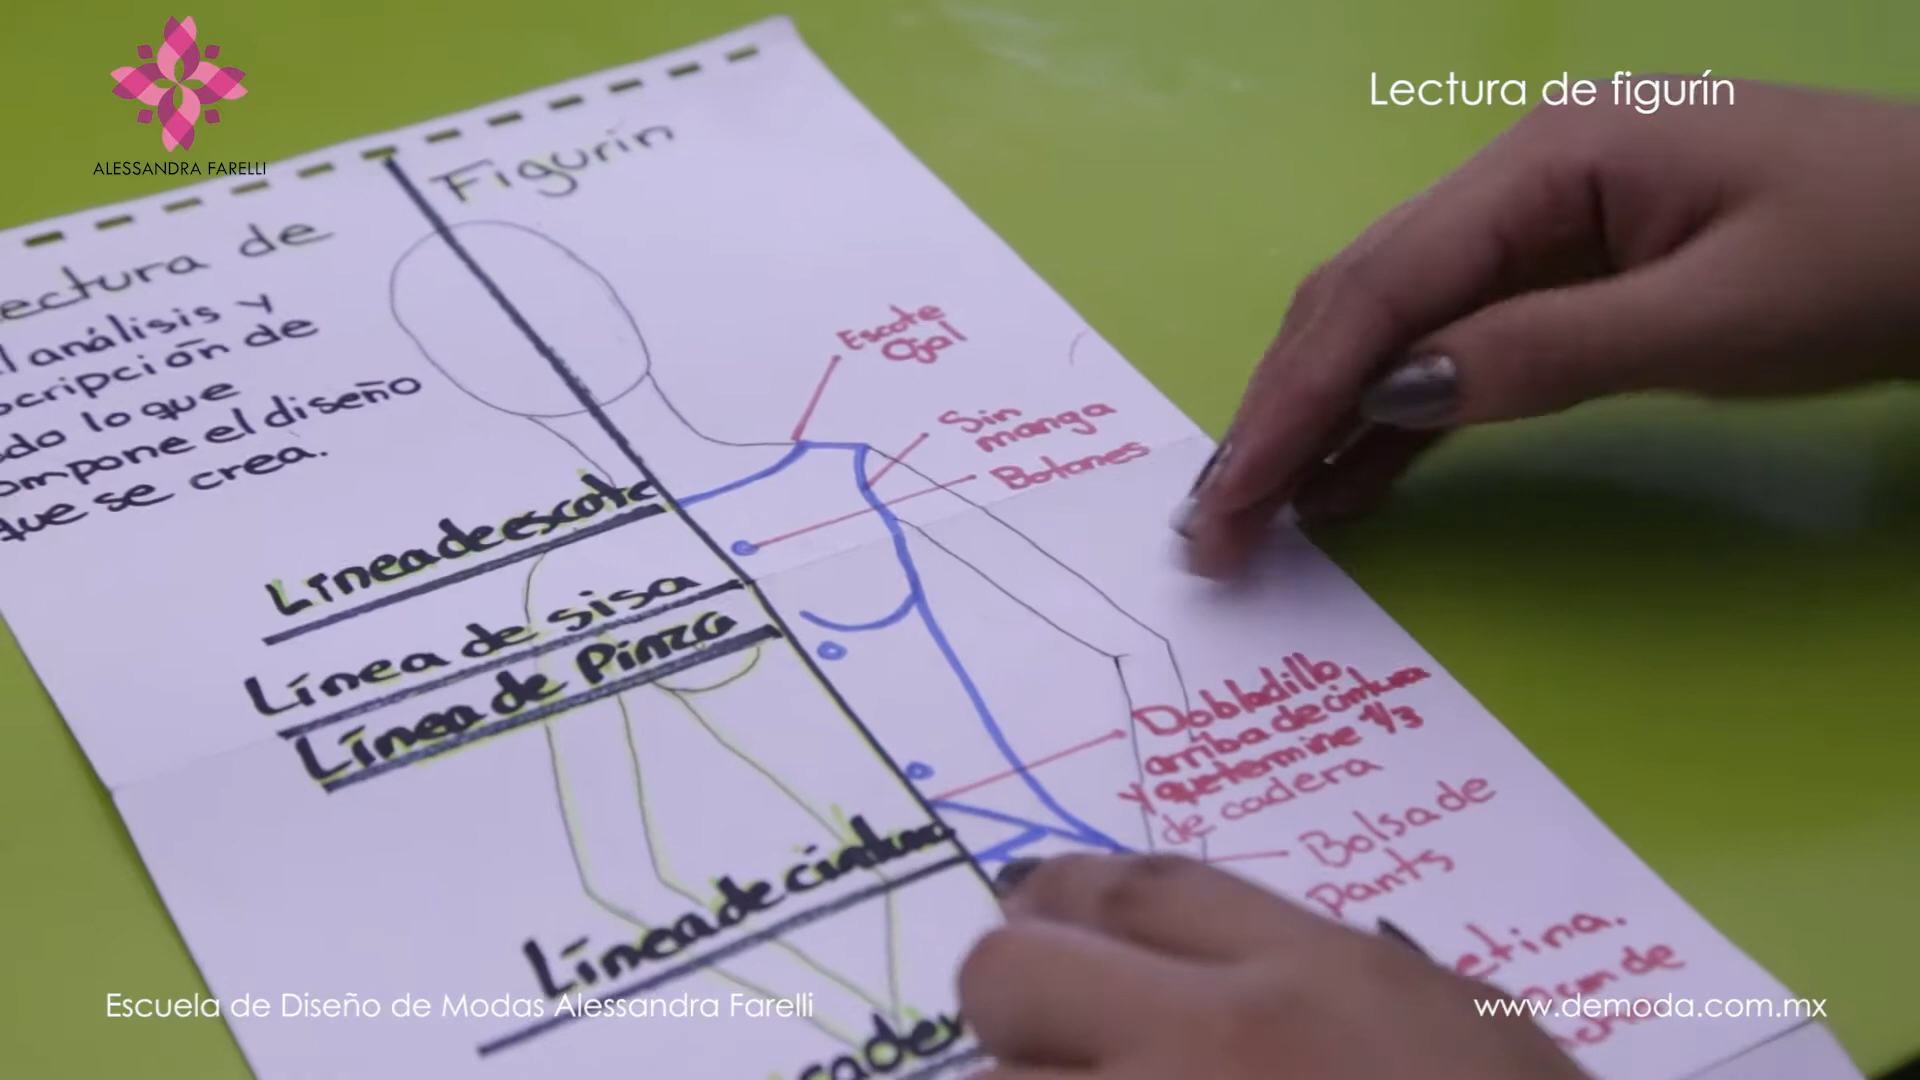 ALESSANDRA FARELLI
Lectura de figurín
ectura de
Figurín
l análisis y
scripción de
do lo que
ompone el diseño
que se crea.
Línea de escote
Línea de sisa
Línea de Pinza
Línea de cintura
cader
Escote
Ojal
Sin
manga
Botones
Dobladillo
arriba de cintura
y que termine 1/3
de cadera
Bolsa de
pants
etina.
de
Escuela de Diseño de Modas Alessandra Farelli
www.demoda.com.mx